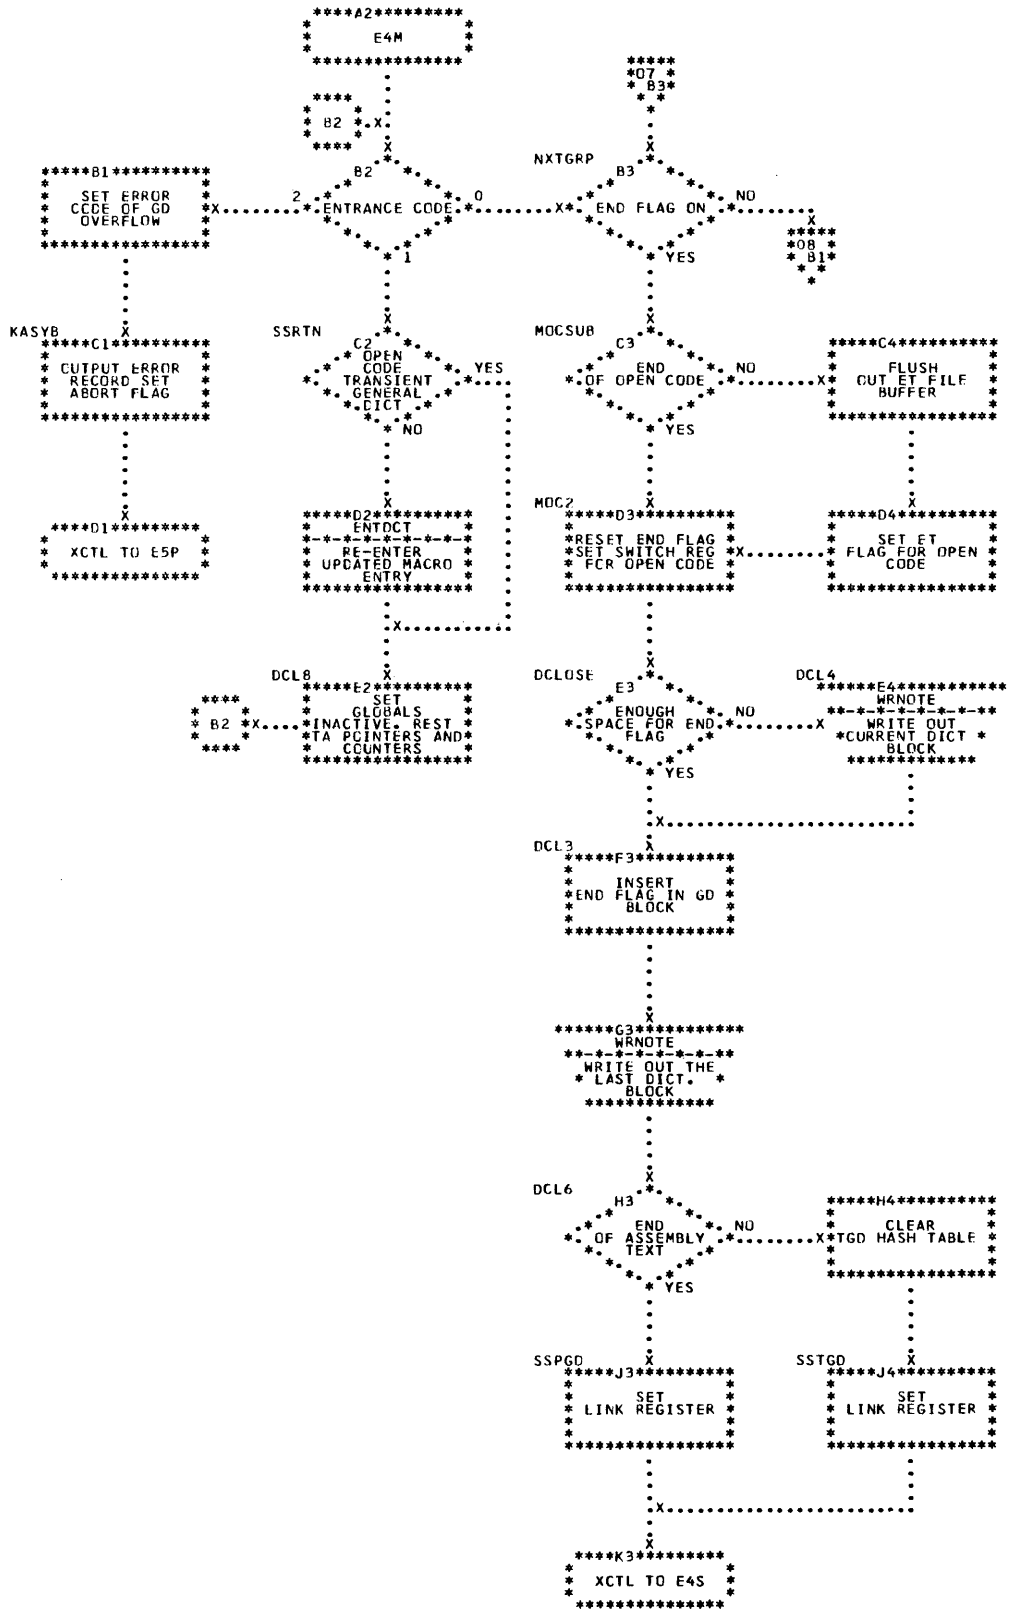 A2
E4M
07
B3
B2
NXTGRP
B1
SET ERROR
CODE OF GD
OVERFLOW
2
B2
ENTRANCE CODE
0
1
B3
END FLAG ON
NO
YES
08
B1
KASYB
C1
OUTPUT ERROR
RECORD SET
ABORT FLAG
SSRTN
C2
OPEN
CODE
TRANSIENT
GENERAL
DICT
YES
NO
MOCSUB
C3
END
OF OPEN CODE
NO
YES
C4
FLUSH
OUT ET FILE
BUFFER
D1
XCTL TO E5P
D2
ENTDCT
RE-ENTER
UPDATED MACRO
ENTRY
MOC2
D3
RESET END FLAG
SET SWITCH REG
FOR OPEN CODE
D4
SET ET
FLAG FOR OPEN
CODE
B2
DCL8
E2
SET
GLOBALS
INACTIVE. REST
TA POINTERS AND
COUNTERS
DCLOSE
E3
ENOUGH
SPACE FOR END
FLAG
NO
YES
DCL4
E4
WRNOTE
WRITE OUT
CURRENT DICT
BLOCK
DCL3
F3
INSERT
END FLAG IN GD
BLOCK
G3
WRNOTE
WRITE OUT THE
LAST DICT.
BLOCK
DCL6
H3
END
OF ASSEMBLY
TEXT
NO
YES
H4
CLEAR
TGD HASH TABLE
SSPGD
J3
SET
LINK REGISTER
SSTGD
J4
SET
LINK REGISTER
K3
XCTL TO E4S